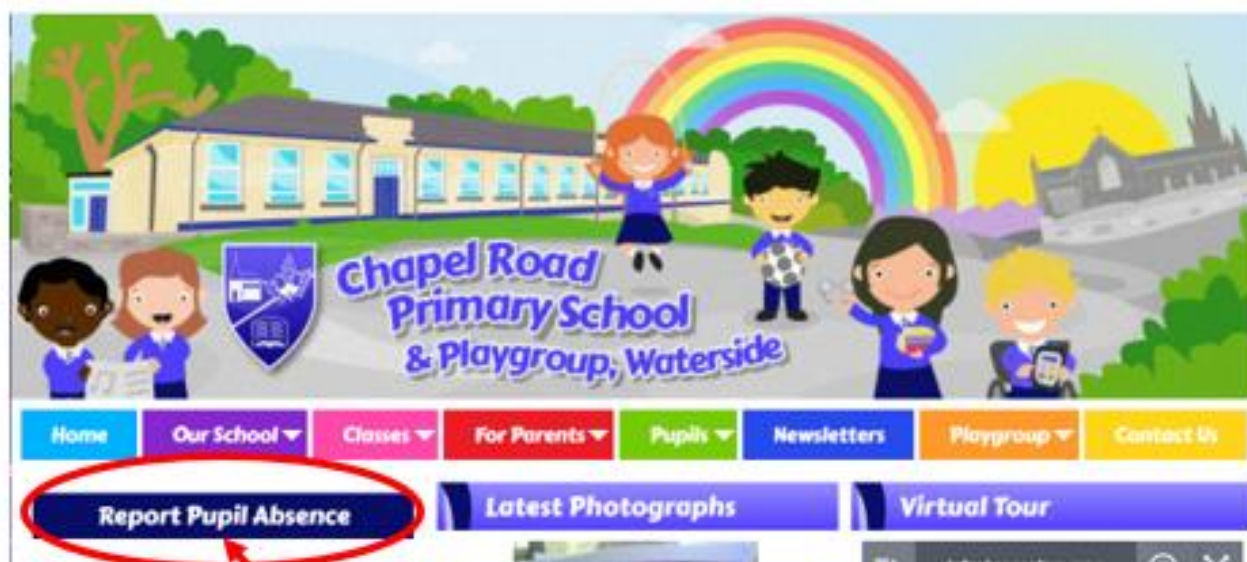 Chapel Road
Primary School
& Playgroup, Waterside
Home Our School Classes For Parents Pupils Newsletters Playgroup Contact Us
Report Pupil Absence Latest Photographs Virtual Tour